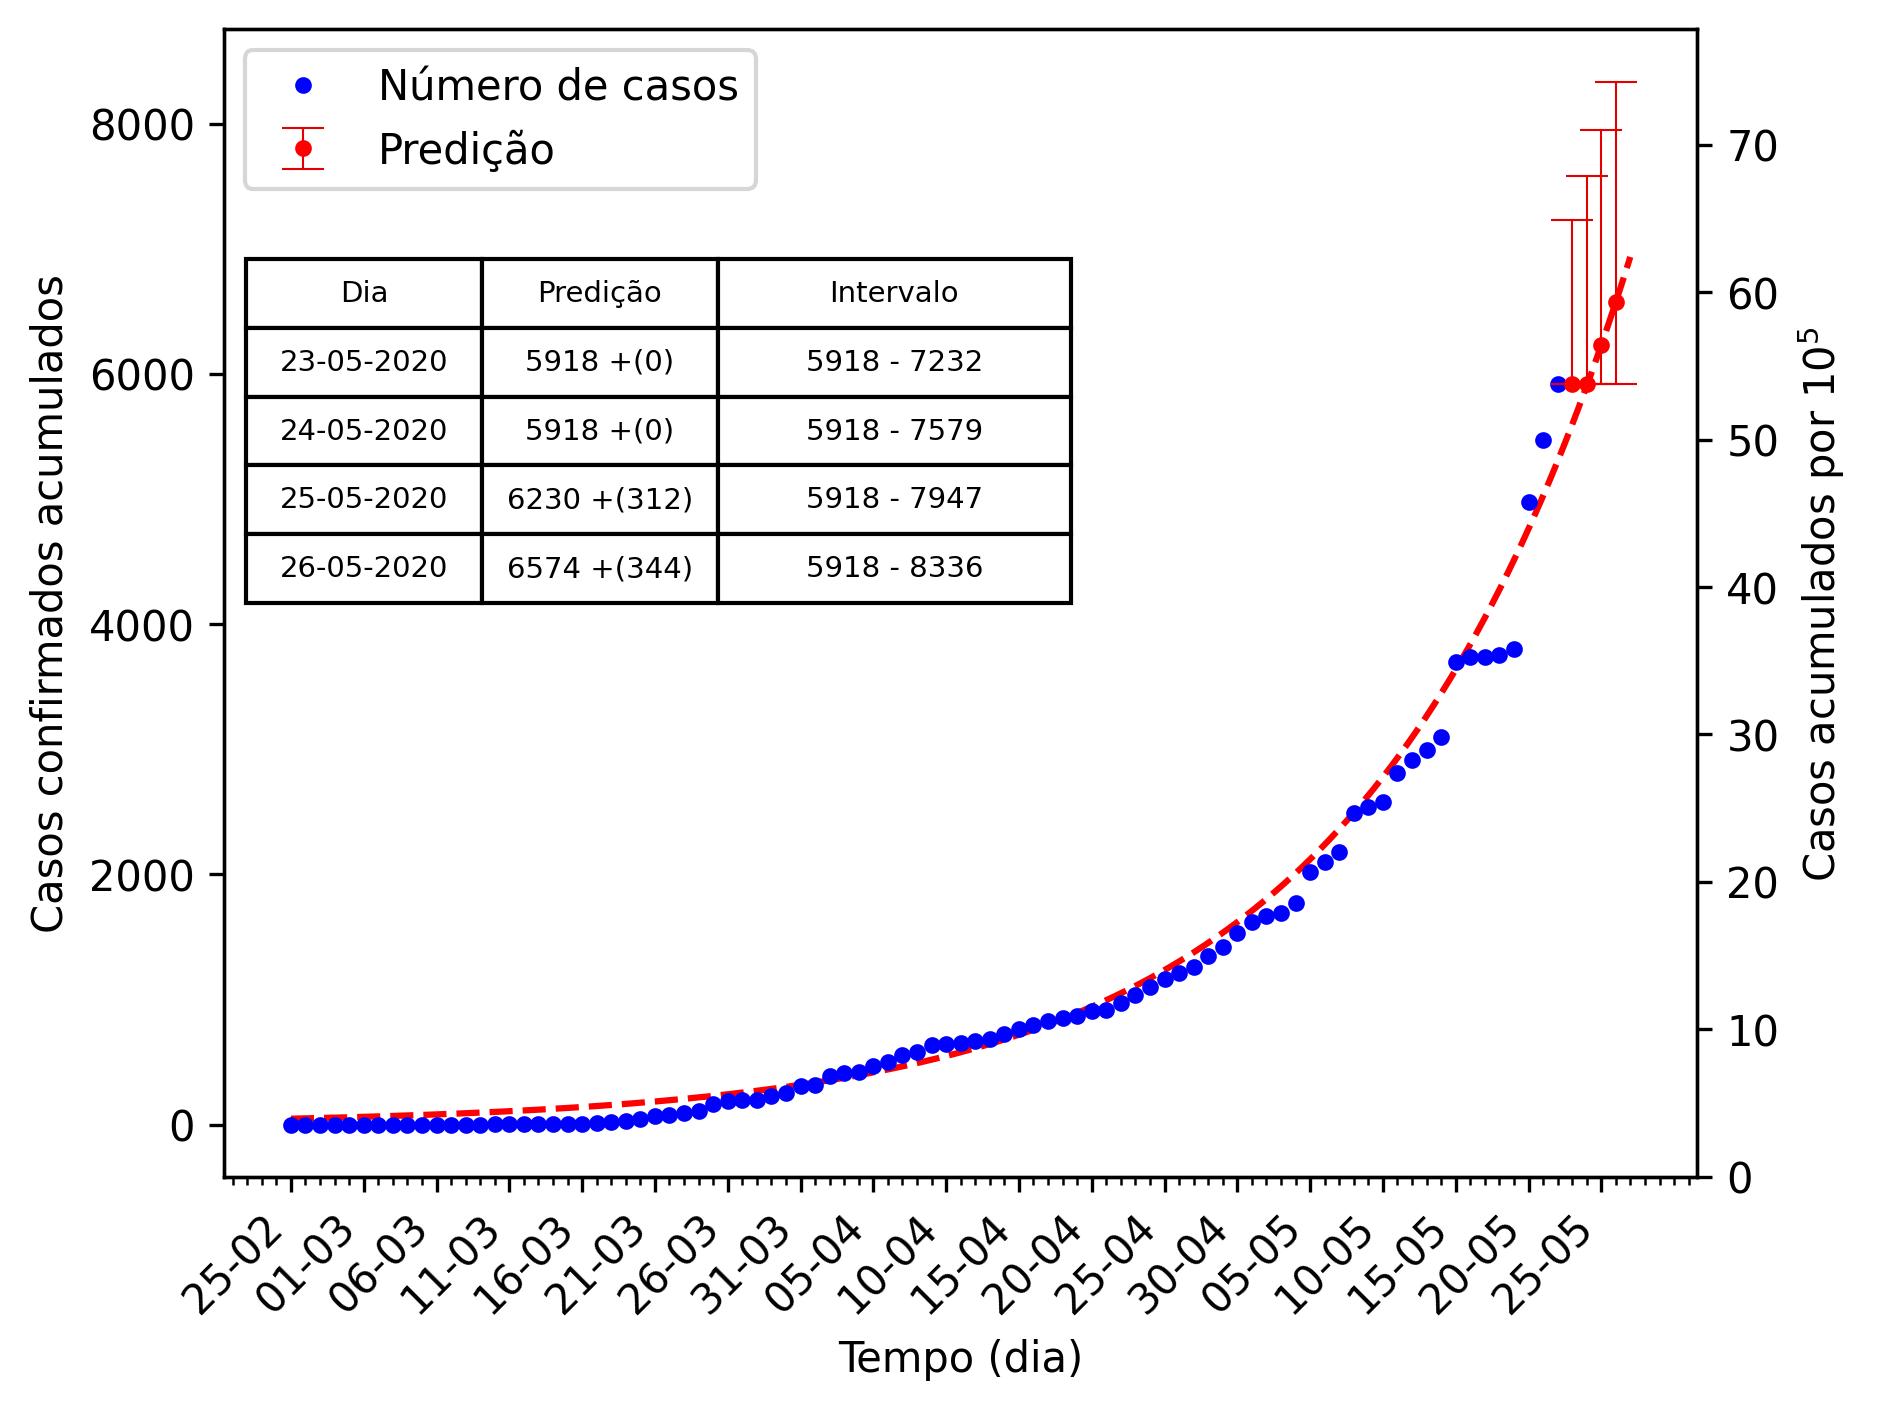 Número de casos
Predição
Dia Predição Intervalo
23-05-2020 5918 +(0) 5918 - 7232
24-05-2020 5918 +(0) 5918 - 7579
25-05-2020 6230 +(312) 5918 - 7947
26-05-2020 6574 +(344) 5918 - 8336
Casos confirmados acumulados
8000
6000
4000
2000
0
70
60
50
40
30
20
10
0
Casos acumulados por 10⁵
25-02 01-03 06-03 11-03 16-03 21-03 26-03 31-03 05-04 10-04 15-04 20-04 25-04 30-04 05-05 10-05 15-05 20-05 25-05
Tempo (dia)